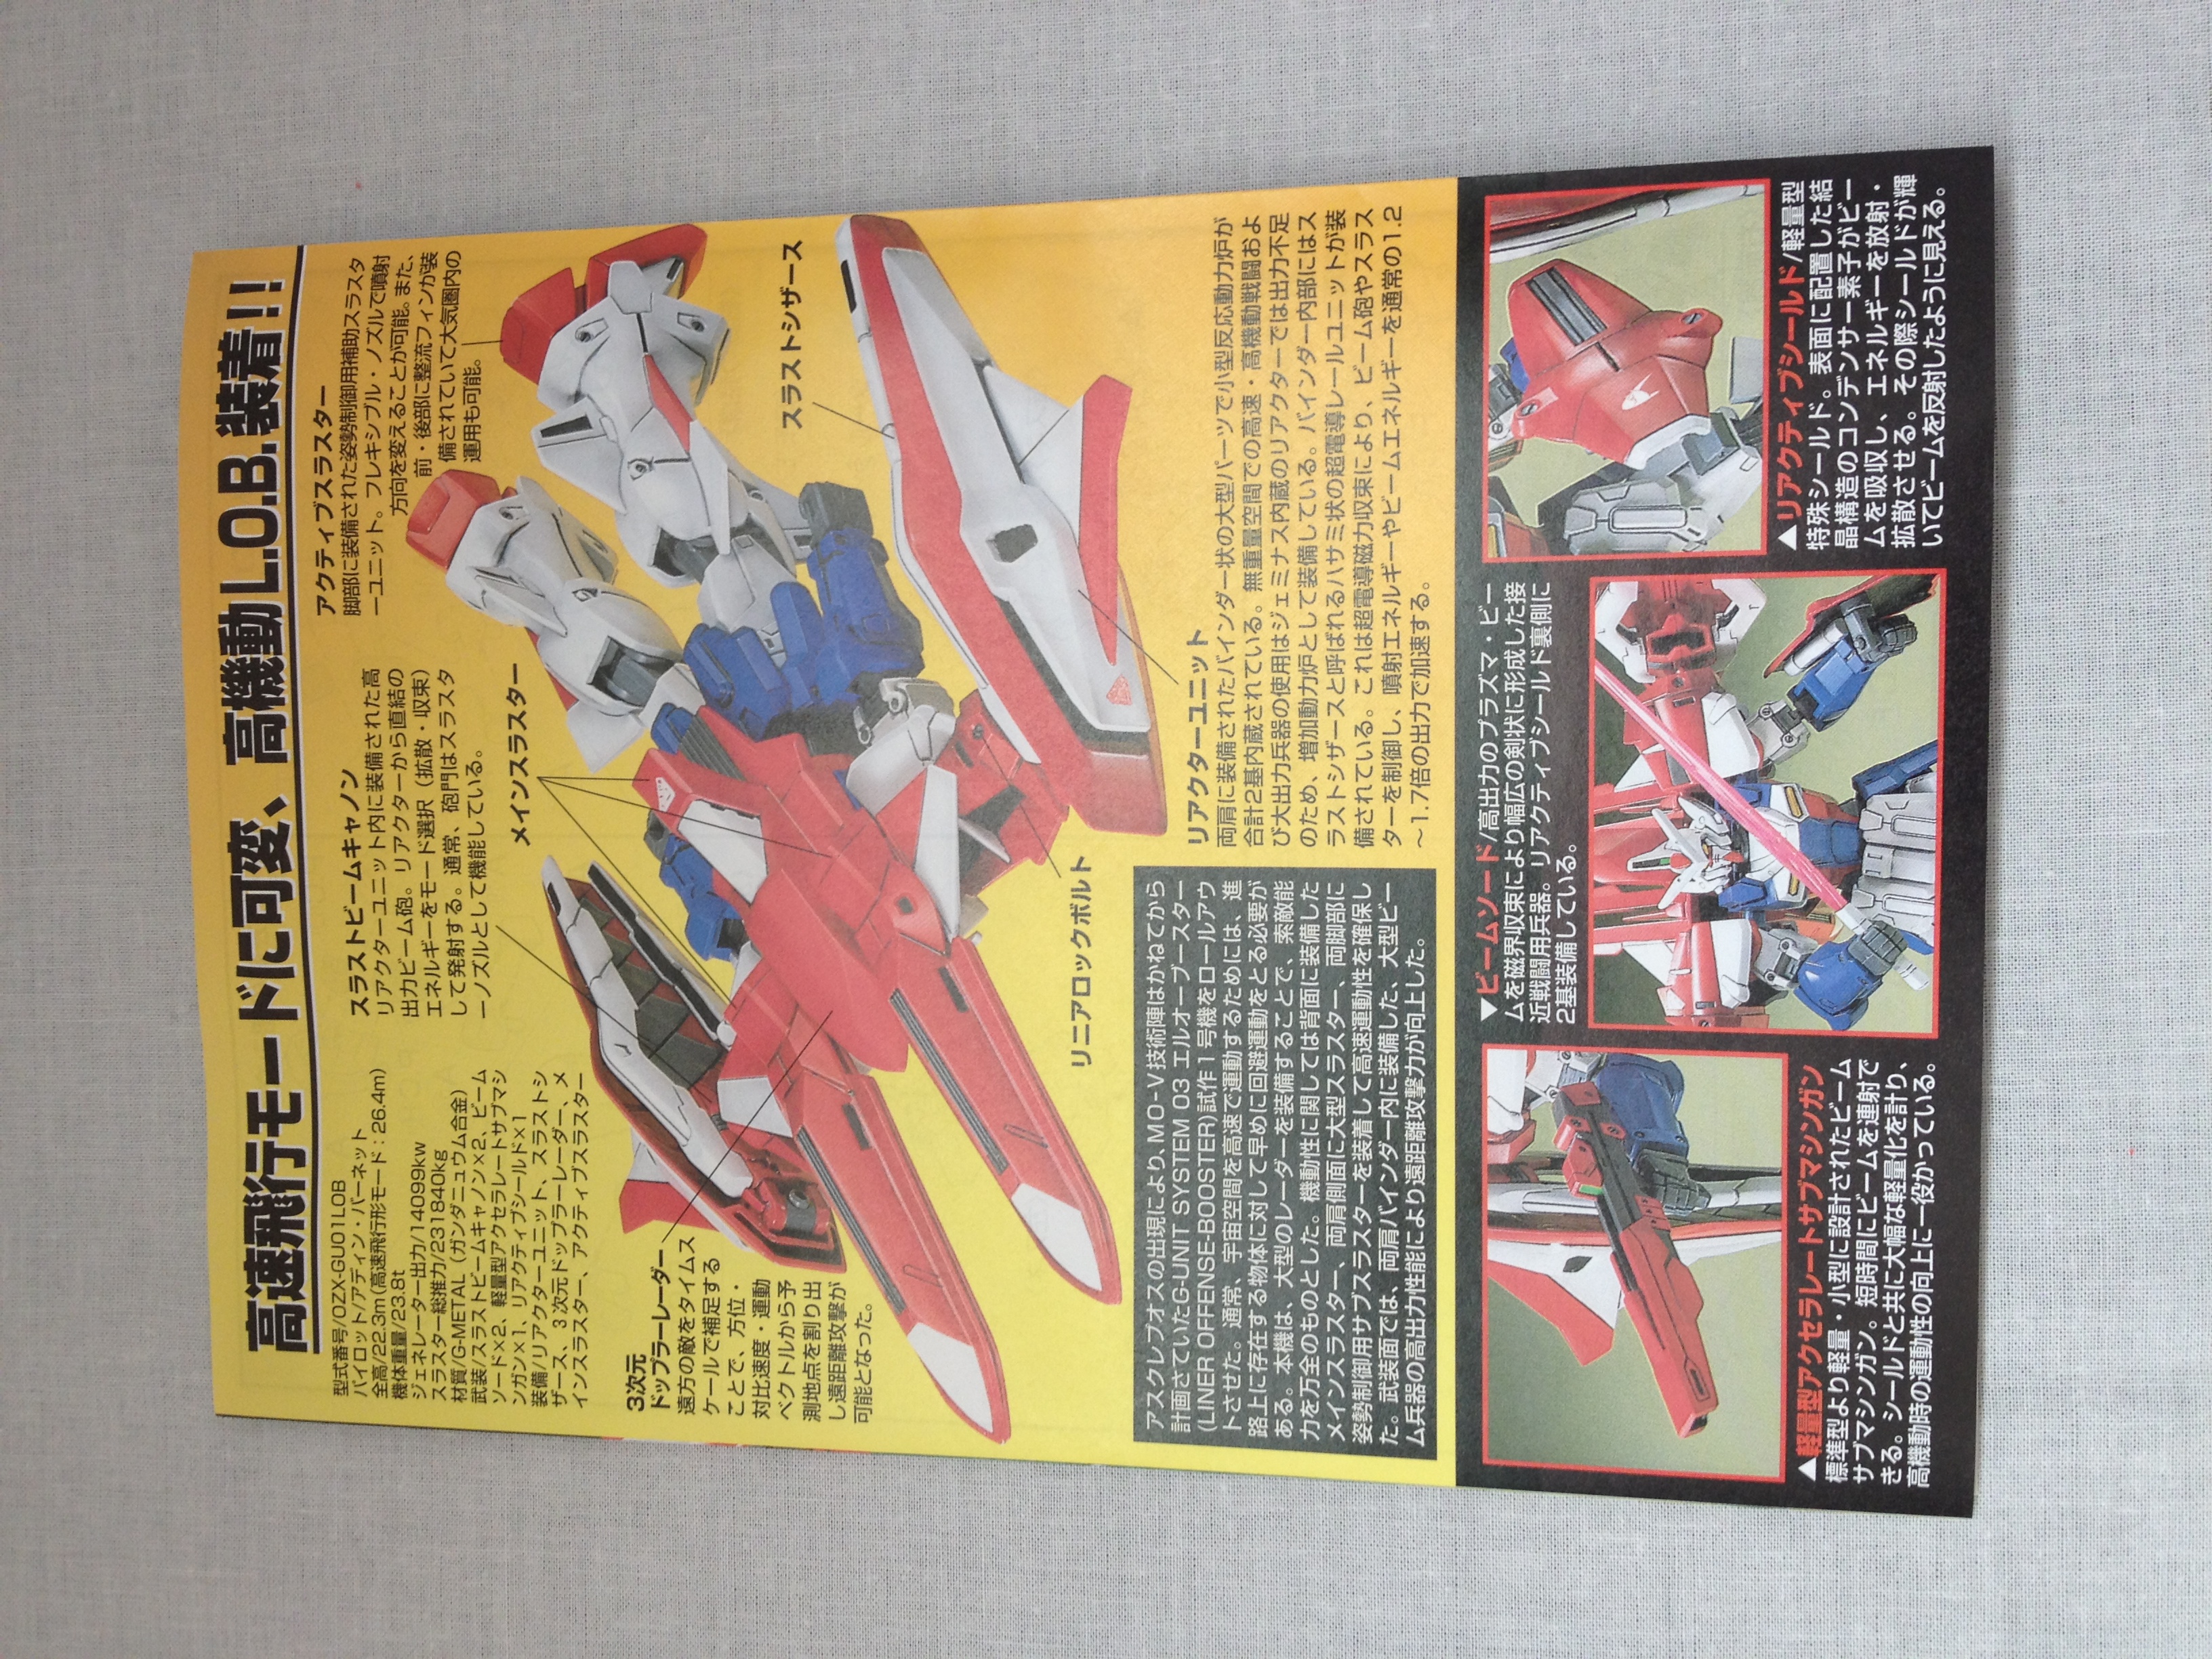 高速飛行モードに可変、高機動L.O.B.装着!!
型式番号/OZX-GU01LOB
パイロット/アディン・バーネット
全高/22.3m(高速飛行形モード：26.4m)
機体重量/23.8t
ジェネレーター出力/14099kw
スラスター総推力/231840kg
材質/G-METAL（ガンダニュウム合金）
武装/スラストビームキャノン×2、ビーム
ソード×2、軽量型アクセラレートサブマシ
ンガン×1、リアクティブシールド×1
装備/リアクターユニット、スラストシ
ザース、3次元ドップラーレーダー、メ
インスラスター、アクティブスラスター
スラストビームキャノン
リアクターユニット内に装備された高
出力ビーム砲。リアクターから直結の
エネルギーをモード選択（拡散・収束）
して発射する。通常、砲門はスラスタ
ーノズルとして機能している。
アクティブスラスター
脚部に装備された姿勢制御用補助スラスタ
ーユニット。フレキシブル・ノズルで噴射
方向を変えることが可能。また、
前・後部に整流フィンが装
備されていて大気圏内の
運用も可能。
メインスラスター
3次元
ドップラーレーダー
遠方の敵をタイムス
ケールで補足する
ことで、方位・
対比速度・運動
ベクトルから予
測地点を割り出
し遠距離攻撃が
可能となった。
スラストシザース
リニアロックボルト
アスクレプオスの出現により、MO-V技術陣はかねてから
計画さていたG-UNIT SYSTEM 03 エルオーブースター
(LINER OFFENSE-BOOSTER)試作1号機をロールアウ
トさせた。通常、宇宙空間を高速で運動するためには、進
路上に存在する物体に対して早めに回避運動をとる必要が
ある。本機は、大型のレーダーを装備することで、索敵能
力を万全のものとした。機動性に関しては背面に装備した
メインスラスター、両肩側面に大型スラスター、両脚部に
姿勢制御用サブスラスターを装着して高速運動性を確保し
た。武装面では、両肩バインダー内に装備した、大型ビー
ム兵器の高出力性能により遠距離攻撃力が向上した。
リアクターユニット
両肩に装備されたバインダー状の大型パーツで小型反応動力炉が
合計2基内蔵されている。無重量空間での高速・高機動戦闘およ
び大出力兵器の使用はジェミナス内蔵のリアクターでは出力不足
のため、増加動力炉として装備している。バインダー内部にはス
ラストシザースと呼ばれるハサミ状の超電導レールユニットが装
備されている。これは超電導磁力収束により、ビーム砲やスラス
ターを制御し、噴射エネルギーやビームエネルギーを通常の1.2
～1.7倍の出力で加速する。
▲軽量型アクセラレートサブマシンガン
標準型より軽量・小型に設計されたビーム
サブマシンガン。短時間にビームを連射で
きる。シールドと共に大幅な軽量化を計り、
高機動時の運動性の向上に一役かっている。
▼ビームソード/高出力のプラズマ・ビー
ムを磁界収束により幅広の剣状に形成した接
近戦闘用兵器。リアクティブシールド裏側に
2基装備している。
▲リアクティブシールド/軽量型
特殊シールド。表面に配置した結
晶構造のコンデンサー素子がビー
ムを吸収し、エネルギーを放射・
拡散させる。その際シールドが輝
いてビームを反射したように見える。